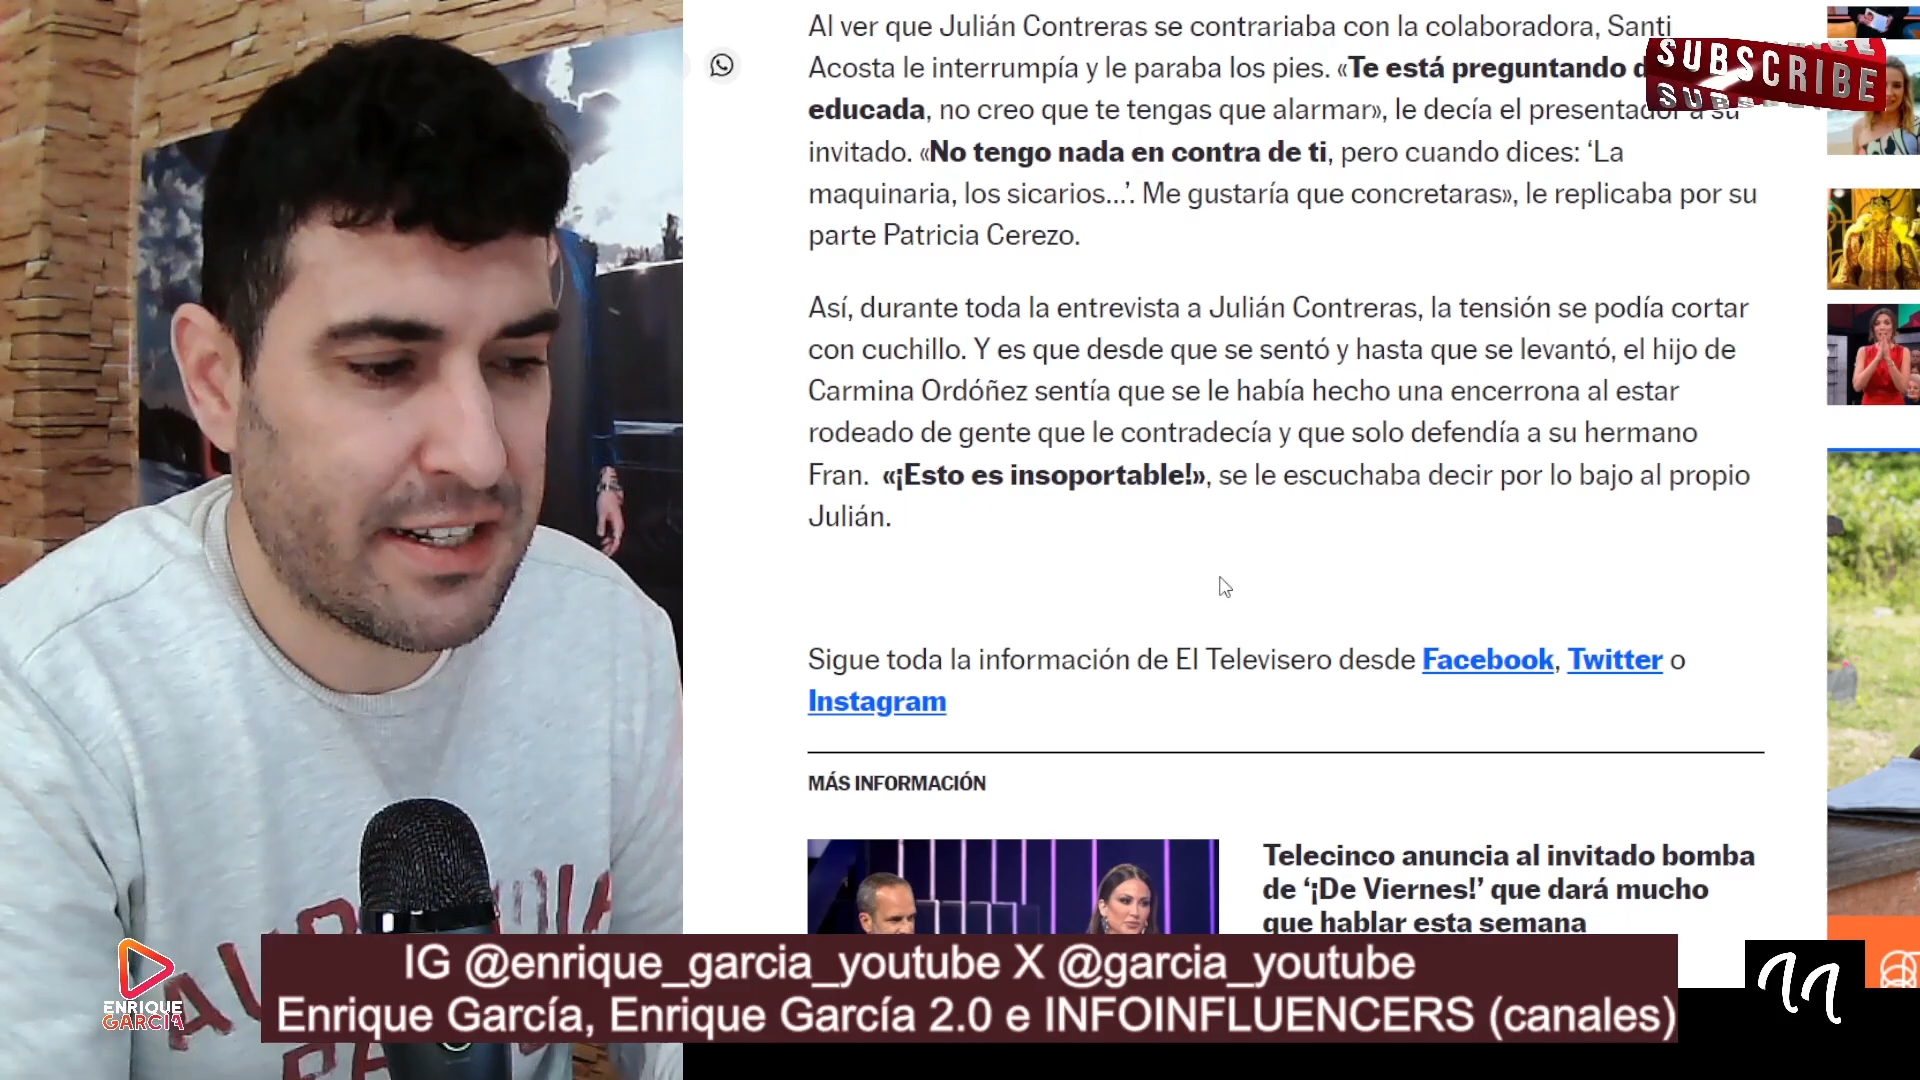 Al ver que Julián Contreras se contrariaba con la colaboradora, Santi
Acosta le interrumpía y le paraba los pies. «Te está preguntando
educada, no creo que te tengas que alarmar», le decía el presentador a su
invitado. «No tengo nada en contra de ti, pero cuando dices: ‘La
maquinaria, los sicarios...’. Me gustaría que concretaras», le replicaba por su
parte Patricia Cerezo.
Así, durante toda la entrevista a Julián Contreras, la tensión se podía cortar
con cuchillo. Y es que desde que se sentó y hasta que se levantó, el hijo de
Carmina Ordóñez sentía que se le había hecho una encerrona al estar
rodeado de gente que le contradecía y que solo defendía a su hermano
Fran. «¡Esto es insoportable!», se le escuchaba decir por lo bajo al propio
Julián.
Sigue toda la información de El Televisero desde Facebook, Twitter o
Instagram
MÁS INFORMACIÓN
Telecinco anuncia al invitado bomba
de ‘¡De Viernes!’ que dará mucho
que hablar esta semana
SUBSCRIBE
IG @enrique_garcia_youtube X @garcia_youtube
Enrique García, Enrique García 2.0 e INFOINFLUENCERS (canales)
ENRIQUE
GARCÍA